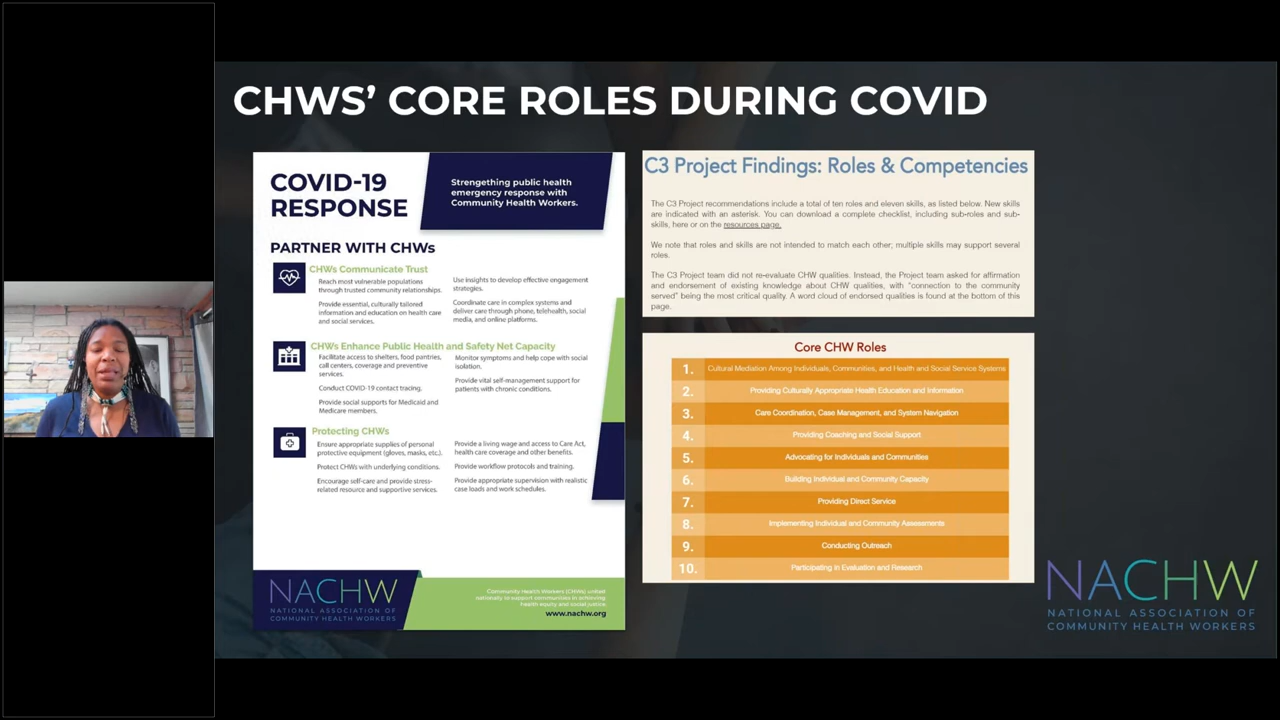 CHWS' CORE ROLES DURING COVID
COVID-19
RESPONSE
Strengething public health
emergency response with
Community Health Workers.
PARTNER WITH CHWs
CHWs Communicate Trust
Reach most vulnerable populations
through trusted community relationships.
Provide essential, culturally tailored
information and education on health care
and social services.
Use insights to develop effective engagement
strategies.
Coordinate care in complex systems and
deliver care through phone, telehealth, social
media, and online platforms.
CHWs Enhance Public Health and Safety Net Capacity
Facilitate access to shelters, food pantries,
call centers, coverage and preventive
services.
Conduct COVID-19 contact tracing.
Provide social supports for Medicaid and
Medicare members.
Monitor symptoms and help cope with social
isolation.
Provide vital self-management support for
patients with chronic conditions.
Protecting CHWs
Ensure appropriate supplies of personal
protective equipment (gloves, masks, etc.).
Protect CHWs with underlying conditions.
Encourage self-care and provide stress-
related resource and supportive services.
Provide a living wage and access to Care Act,
health care coverage and other benefits.
Provide workflow protocols and training.
Provide appropriate supervision with realistic
case loads and work schedules.
NACHW
NATIONAL ASSOCIATION OF
COMMUNITY HEALTH WORKERS
Community Health Workers (CHWs) unified
nationally to support communities in achieving
health equity and social justice.
www.nachw.org
C3 Project Findings: Roles & Competencies
The C3 Project recommendations include a total of ten roles and eleven skills, as listed below. New skills
are indicated with an asterisk. You can download a complete checklist, including sub-roles and sub-
skills, here or on the resources page.
We note that roles and skills are not intended to match each other; multiple skills may support several
roles.
The C3 Project team did not re-evaluate CHW qualities. Instead, the Project team asked for affirmation
and endorsement of existing knowledge about CHW qualities, with "connection to the community
served" being the most critical quality. A word cloud of endorsed qualities is found at the bottom of this
page.
Core CHW Roles
1. Cultural Mediation Among Individuals, Communities, and Health and Social Service Systems
2. Providing Culturally Appropriate Health Education and Information
3. Care Coordination, Case Management, and System Navigation
4. Providing Coaching and Social Support
5. Advocating for Individuals and Communities
6. Building Individual and Community Capacity
7. Providing Direct Service
8. Implementing Individual and Community Assessments
9. Conducting Outreach
10. Participating in Evaluation and Research
NACHW
NATIONAL ASSOCIATION OF
COMMUNITY HEALTH WORKERS